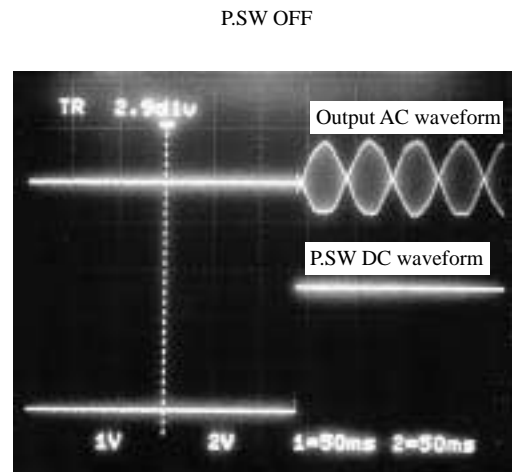 P.SW OFF
TR 2.9div
Output AC waveform
P.SW DC waveform
1V 2V 1=50ms 2=50ms